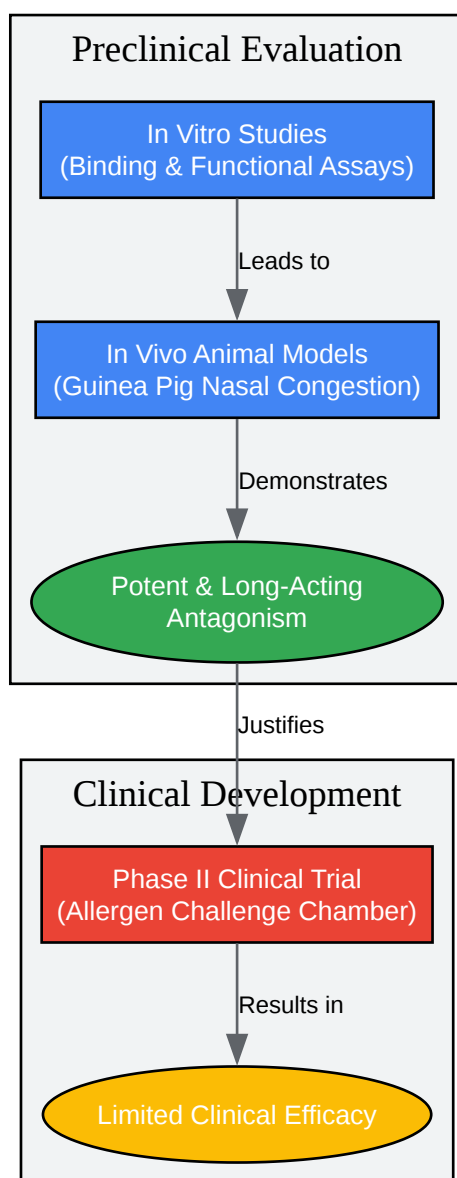 Preclinical Evaluation
In Vitro Studies
(Binding & Functional Assays)
Leads to
In Vivo Animal Models
(Guinea Pig Nasal Congestion)
Demonstrates
Potent & Long-Acting
Antagonism
Justifies
Clinical Development
Phase II Clinical Trial
(Allergen Challenge Chamber)
Results in
Limited Clinical Efficacy